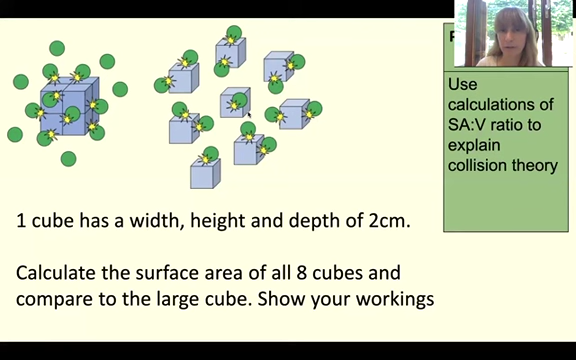 Use
calculations of
SA:V ratio to
explain
collision theory
1 cube has a width, height and depth of 2cm.
Calculate the surface area of all 8 cubes and
compare to the large cube. Show your workings